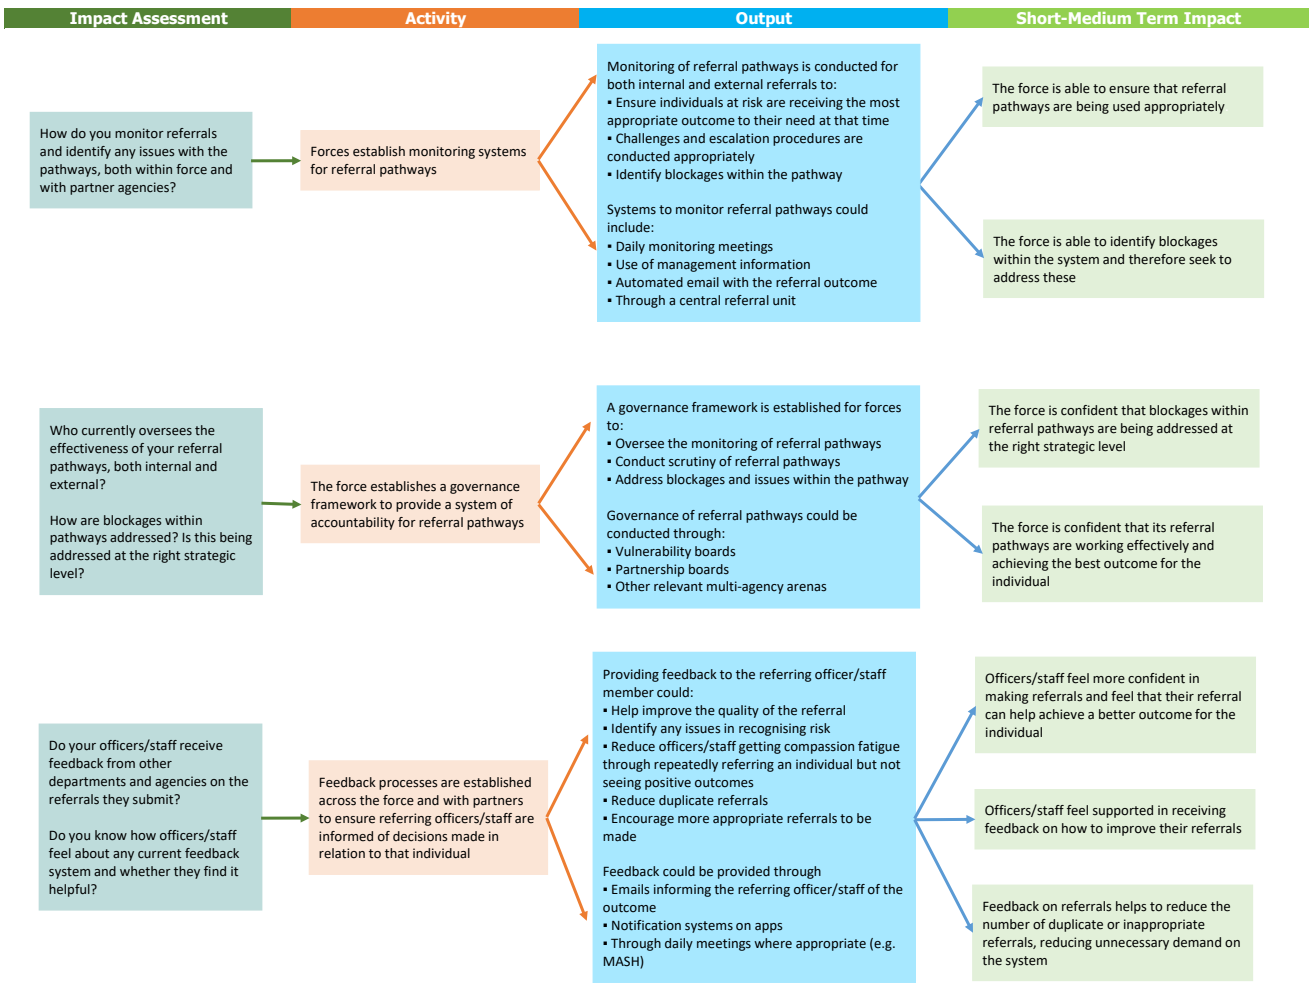 Impact Assessment
Activity
Output
Short-Medium Term Impact
How do you monitor referrals
and identify any issues with the
pathways, both within force and
with partner agencies?
Forces establish monitoring systems
for referral pathways
Monitoring of referral pathways is conducted for
both internal and external referrals to:
▪ Ensure individuals at risk are receiving the most
appropriate outcome to their need at that time
▪ Challenges and escalation procedures are
conducted appropriately
▪ Identify blockages within the pathway
Systems to monitor referral pathways could
include:
▪ Daily monitoring meetings
▪ Use of management information
▪ Automated email with the referral outcome
▪ Through a central referral unit
The force is able to ensure that referral
pathways are being used appropriately
The force is able to identify blockages
within the system and therefore seek to
address these
Who currently oversees the
effectiveness of your referral
pathways, both internal and
external?
How are blockages within
pathways addressed? Is this being
addressed at the right strategic
level?
The force establishes a governance
framework to provide a system of
accountability for referral pathways
A governance framework is established for forces
to:
▪ Oversee the monitoring of referral pathways
▪ Conduct scrutiny of referral pathways
▪ Address blockages and issues within the pathway
Governance of referral pathways could be
conducted through:
▪ Vulnerability boards
▪ Partnership boards
▪ Other relevant multi-agency arenas
The force is confident that blockages within
referral pathways are being addressed at
the right strategic level
The force is confident that its referral
pathways are working effectively and
achieving the best outcome for the
individual
Do your officers/staff receive
feedback from other
departments and agencies on the
referrals they submit?
Do you know how officers/staff
feel about any current feedback
system and whether they find it
helpful?
Feedback processes are established
across the force and with partners
to ensure referring officers/staff are
informed of decisions made in
relation to that individual
Providing feedback to the referring officer/staff
member could:
▪ Help improve the quality of the referral
▪ Identify any issues in recognising risk
▪ Reduce officers/staff getting compassion fatigue
through repeatedly referring an individual but not
seeing positive outcomes
▪ Reduce duplicate referrals
▪ Encourage more appropriate referrals to be
made
Feedback could be provided through
▪ Emails informing the referring officer/staff of the
outcome
▪ Notification systems on apps
▪ Through daily meetings where appropriate (e.g.
MASH)
Officers/staff feel more confident in
making referrals and feel that their referral
can help achieve a better outcome for the
individual
Officers/staff feel supported in receiving
feedback on how to improve their referrals
Feedback on referrals helps to reduce the
number of duplicate or inappropriate
referrals, reducing unnecessary demand on
the system